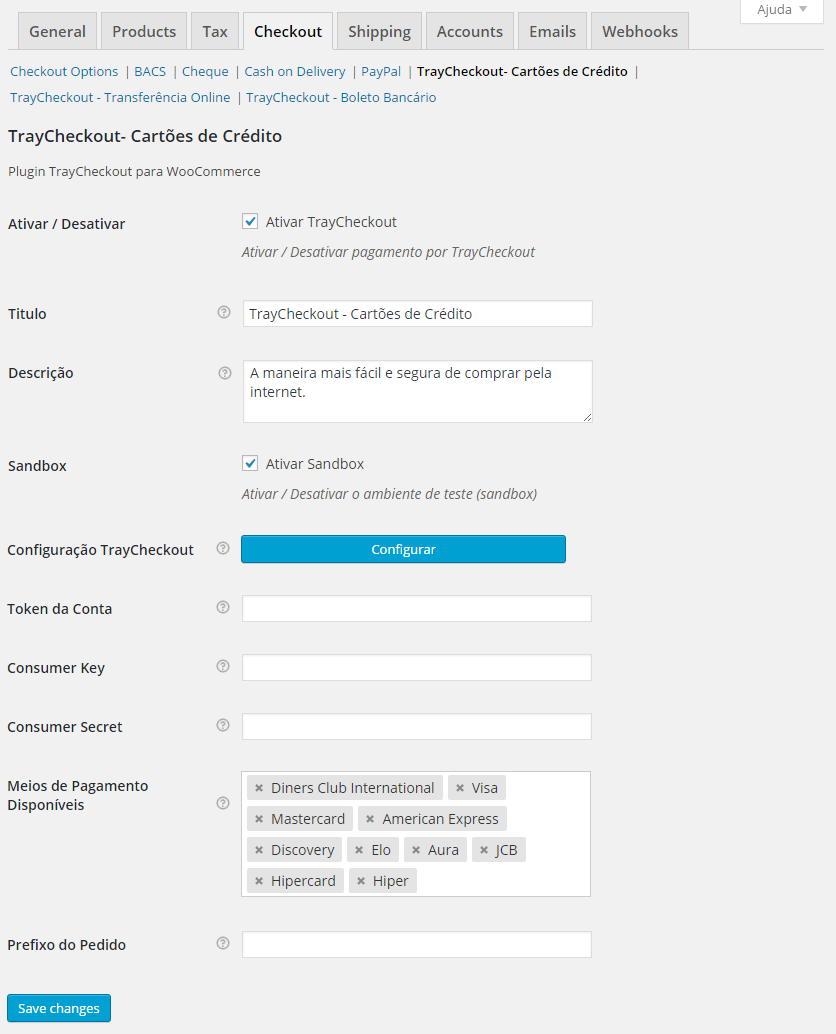 Ajuda
General Products Tax Checkout Shipping Accounts Emails Webhooks
Checkout Options | BACS | Cheque | Cash on Delivery | PayPal | TrayCheckout- Cartões de Crédito |
TrayCheckout - Transferência Online | TrayCheckout - Boleto Bancário
TrayCheckout- Cartões de Crédito
Plugin TrayCheckout para WooCommerce
Ativar / Desativar
Ativar TrayCheckout
Ativar / Desativar pagamento por TrayCheckout
Titulo
TrayCheckout - Cartões de Crédito
Descrição
A maneira mais fácil e segura de comprar pela
internet.
Sandbox
Ativar Sandbox
Ativar / Desativar o ambiente de teste (sandbox)
Configuração TrayCheckout
Configurar
Token da Conta
Consumer Key
Consumer Secret
Meios de Pagamento
Disponíveis
× Diners Club International × Visa
× Mastercard × American Express
× Discovery × Elo × Aura × JCB
× Hipercard × Hiper
Prefixo do Pedido
Save changes